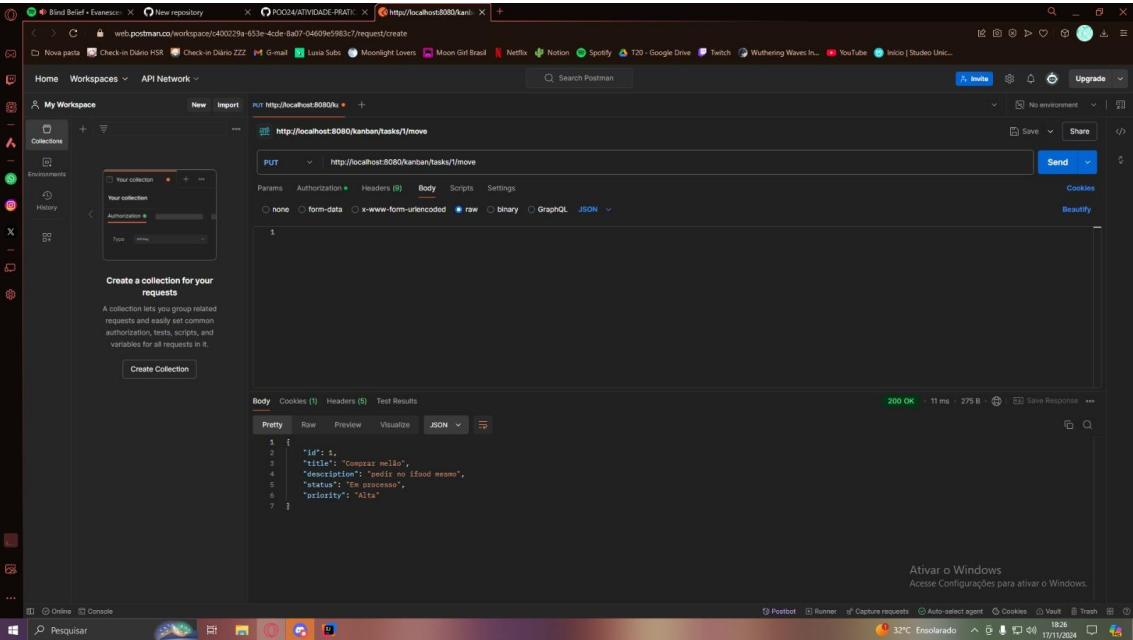 Blind Belief • Evanescen
New repository
POO24/ATIVIDADE-PRATIC
http://localhost:8080/kanb
web.postman.co/workspace/c400229a-653e-4cde-8a07-04609e5983c7/request/create
Nova pasta Check-in Diário HSR Check-in Diário ZZZ G-mail Lusia Subs Moonlight Lovers Moon Girl Brasil Netflix Notion Spotify T20 - Google Drive Twitch Wuthering Waves In... YouTube Início | Studeo Unic...
Home Workspaces API Network Search Postman Invite Upgrade
My Workspace New Import PUT http://localhost:8080/ka No environment
Collections
Environments
History
Your collection
Your collection
Authorization
Type
Create a collection for your
requests
A collection lets you group related
requests and easily set common
authorization, tests, scripts, and
variables for all requests in it.
Create Collection
http://localhost:8080/kanban/tasks/1/move Save Share
PUT http://localhost:8080/kanban/tasks/1/move Send
Params Authorization Headers (9) Body Scripts Settings Cookies
none form-data x-www-form-urlencoded raw binary GraphQL JSON Beautify
1
Body Cookies (1) Headers (5) Test Results 200 OK 11 ms 275 B Save Response
Pretty Raw Preview Visualize JSON
1 {
2 "id": 1,
3 "title": "Comprar melão",
4 "description": "pedir no ifood mesmo",
5 "status": "Em processo",
6 "priority": "Alta"
7 }
Ativar o Windows
Acesse Configurações para ativar o Windows.
Online Console Postbot Runner Capture requests Auto-select agent Cookies Vault Trash
Pesquisar 32°C Ensolarado 18:26
17/11/2024